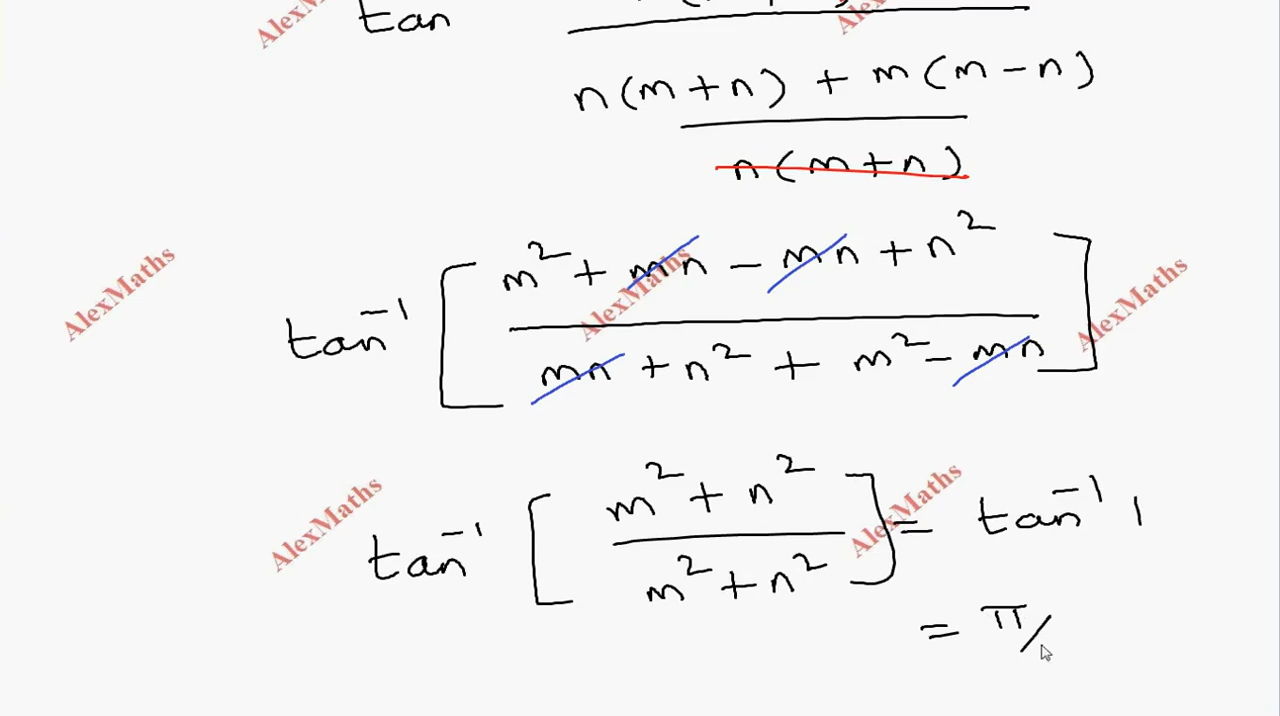 AlexMaths AlexMaths
tan
n(m+n) + m(m-n)
n(m+n)
m² + mn - mn + n²
AlexMaths AlexMaths AlexMaths
tan⁻¹ [ ]
mn + n² + m² - mn
m² + n²
AlexMaths AlexMaths
tan⁻¹ [ ] = tan⁻¹ 1
m² + n²
= π/